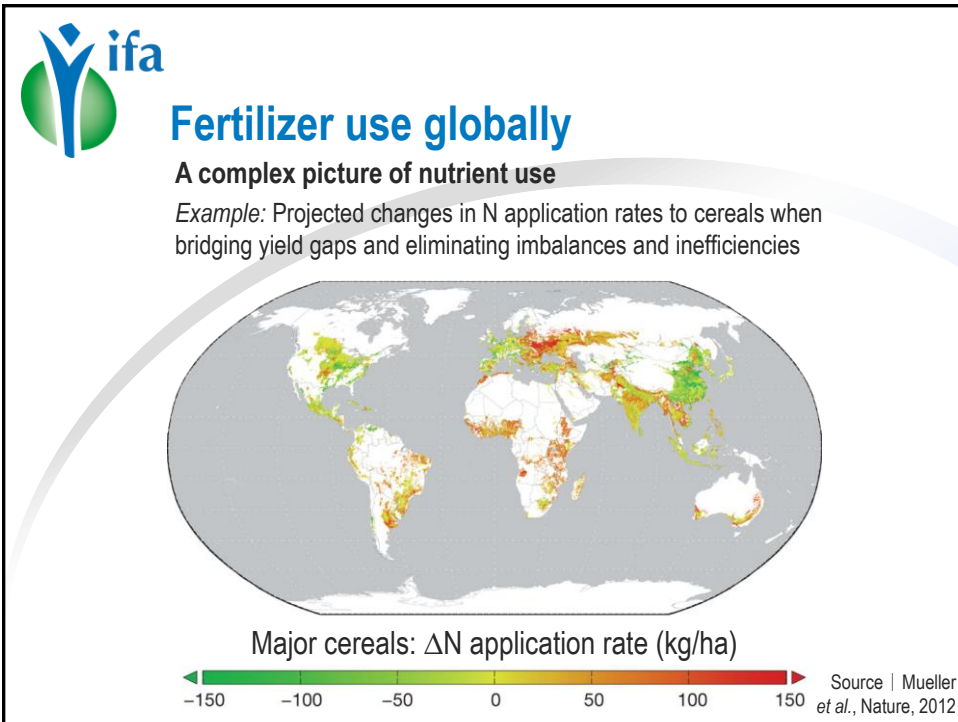 ifa
Fertilizer use globally
A complex picture of nutrient use
Example: Projected changes in N application rates to cereals when
bridging yield gaps and eliminating imbalances and inefficiencies
Major cereals: ΔN application rate (kg/ha)
−150 −100 −50 0 50 100 150
Source | Mueller
et al., Nature, 2012